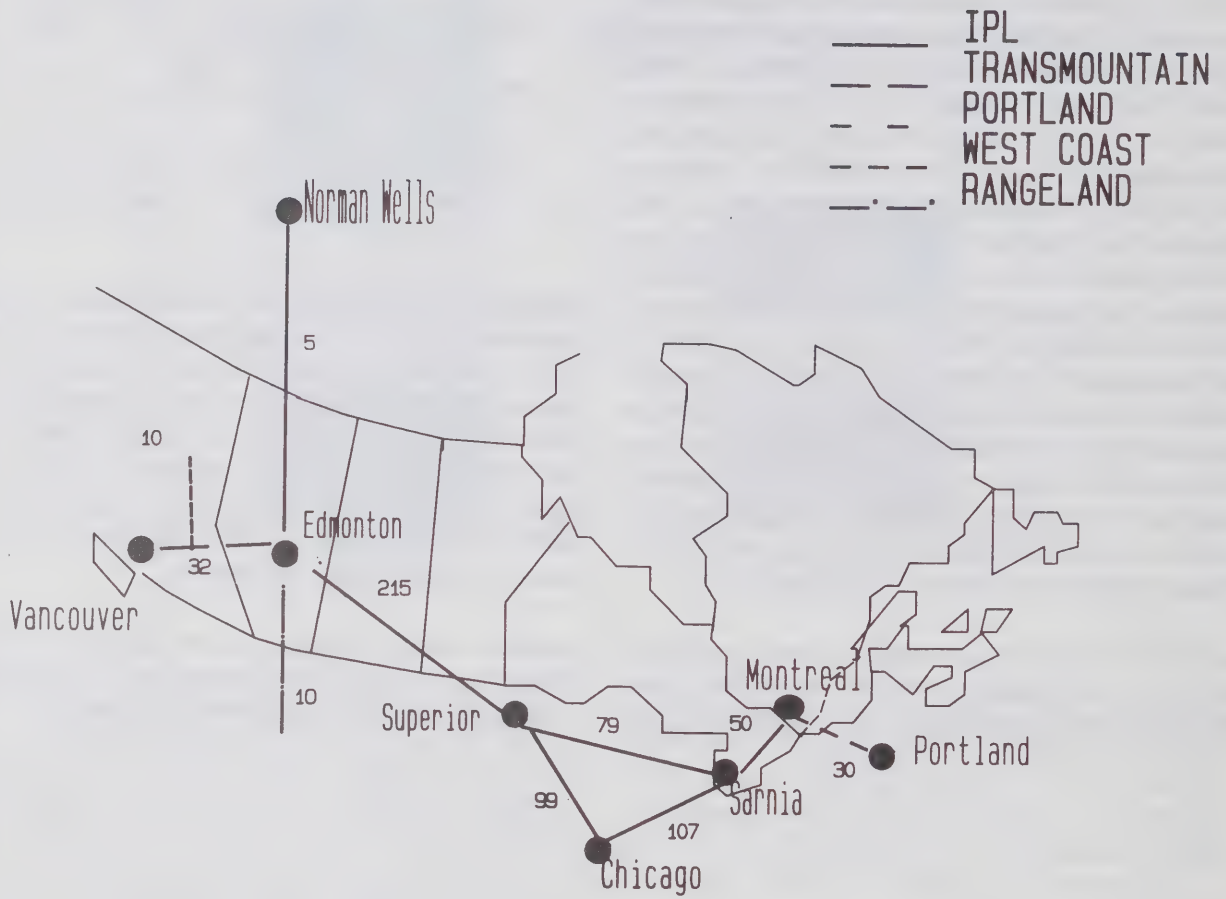 IPL
TRANSMOUNTAIN
PORTLAND
WEST COAST
RANGELAND
Norman Wells
5
10
Edmonton
32
215
Vancouver
10
Superior
79
50
Montreal
Portland
30
99
Sarnia
107
Chicago